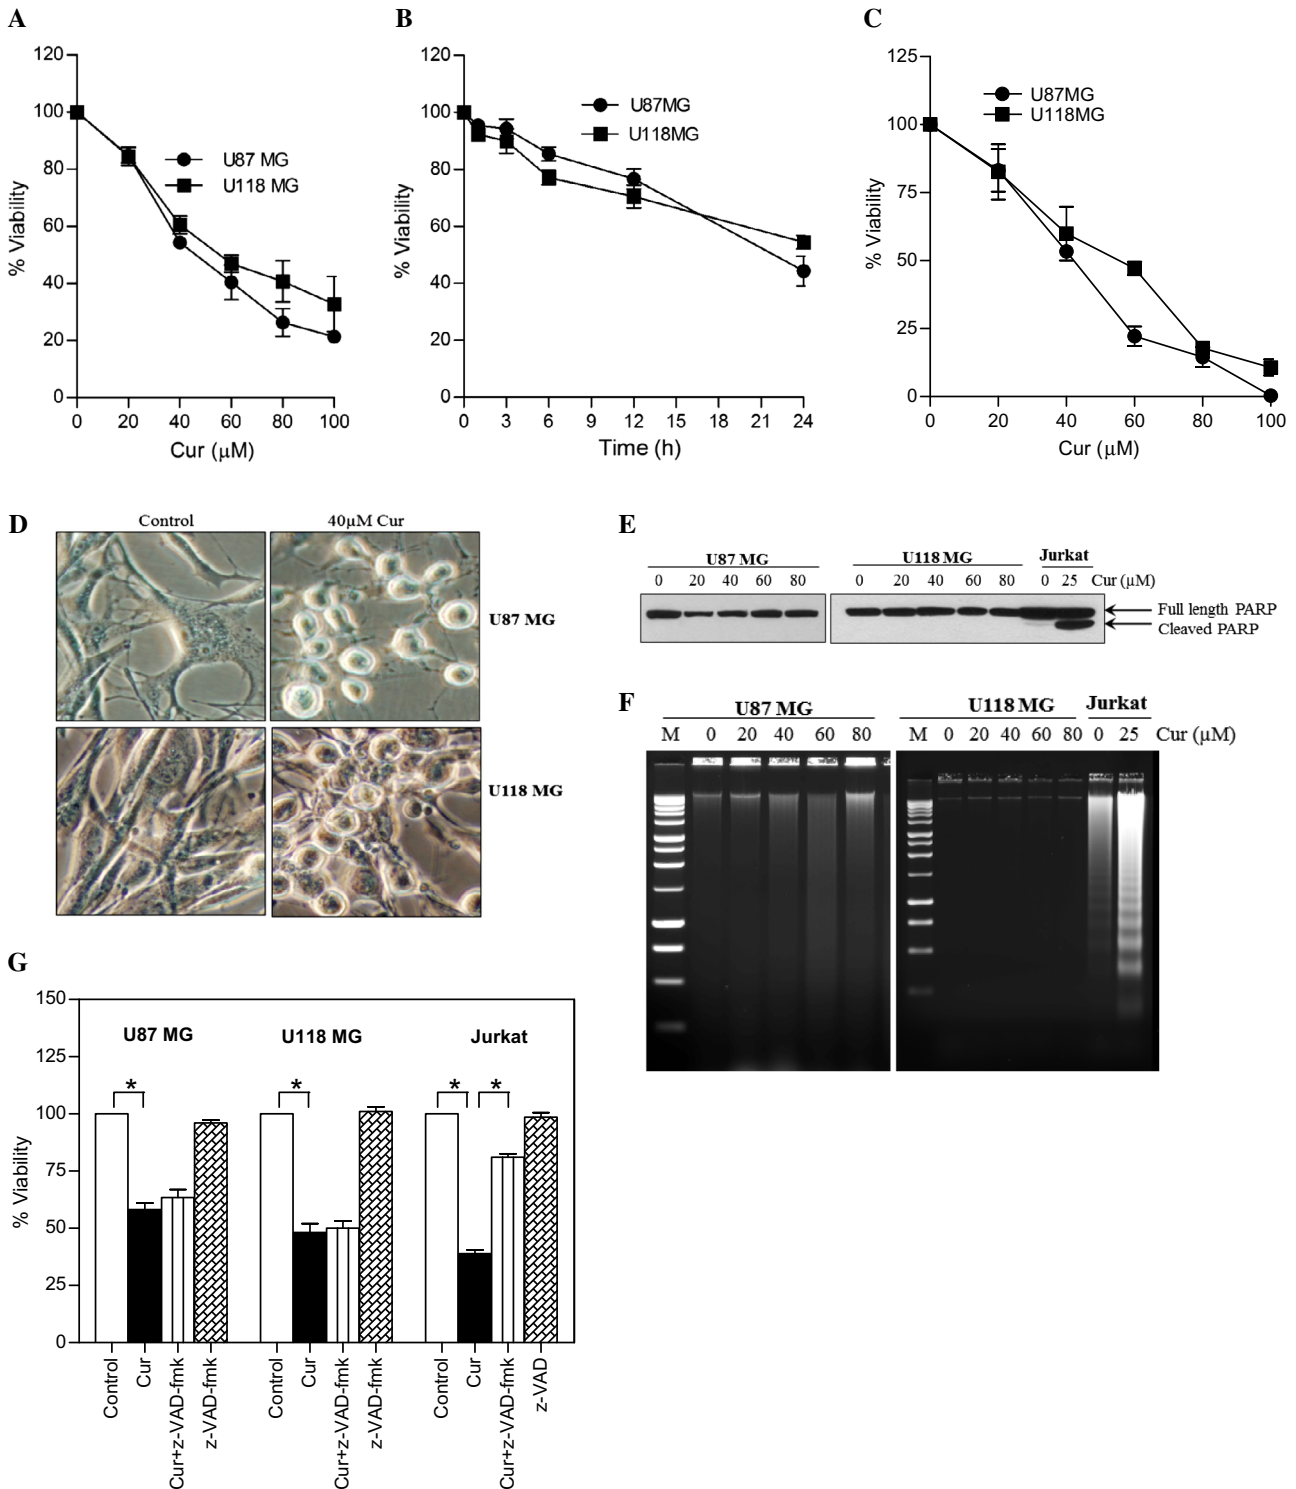 A
120
100
80
60
40
20
0
% Viability
U87 MG
U118 MG
0 20 40 60 80 100
Cur (μM)
B
120
100
80
60
40
20
0
% Viability
U87MG
U118MG
0 3 6 9 12 15 18 21 24
Time (h)
C
125
100
75
50
25
0
% Viability
U87MG
U118MG
0 20 40 60 80 100
Cur (μM)
D
Control 40μM Cur
U87 MG
U118 MG
E
U87 MG U118 MG Jurkat
0 20 40 60 80 0 20 40 60 80 0 25 Cur (μM)
Full length PARP
Cleaved PARP
F
U87 MG U118 MG Jurkat
M 0 20 40 60 80 M 0 20 40 60 80 0 25 Cur (μM)
G
150
125
100
75
50
25
0
% Viability
U87 MG U118 MG Jurkat
* * * *
Control
Cur
Cur+z-VAD-fmk
z-VAD-fmk
Control
Cur
Cur+z-VAD-fmk
z-VAD-fmk
Control
Cur
Cur+z-VAD-fmk
z-VAD